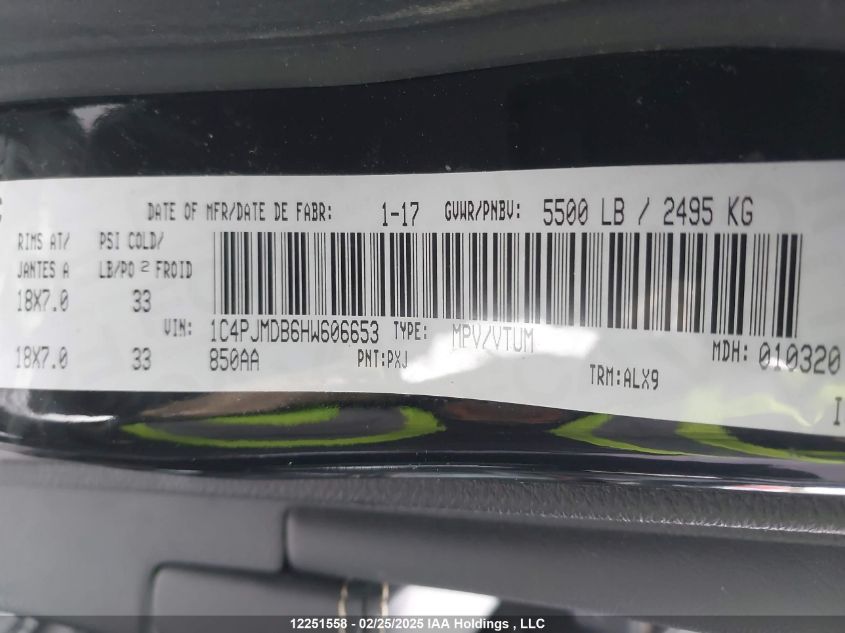 DATE OF MFR/DATE DE FABR: 1-17 GVWR/PNBV: 5500 LB / 2495 KG
RIMS AT/ PSI COLD/
JANTES A LB/PO 2 FROID
18X7.0 33
VIN: 1C4PJMDB6HW606653 TYPE: MPV/VTUM MDH: 010320
18X7.0 33 850AA PNT:PXJ TRM:ALX9
12251558 - 02/25/2025 IAA Holdings , LLC